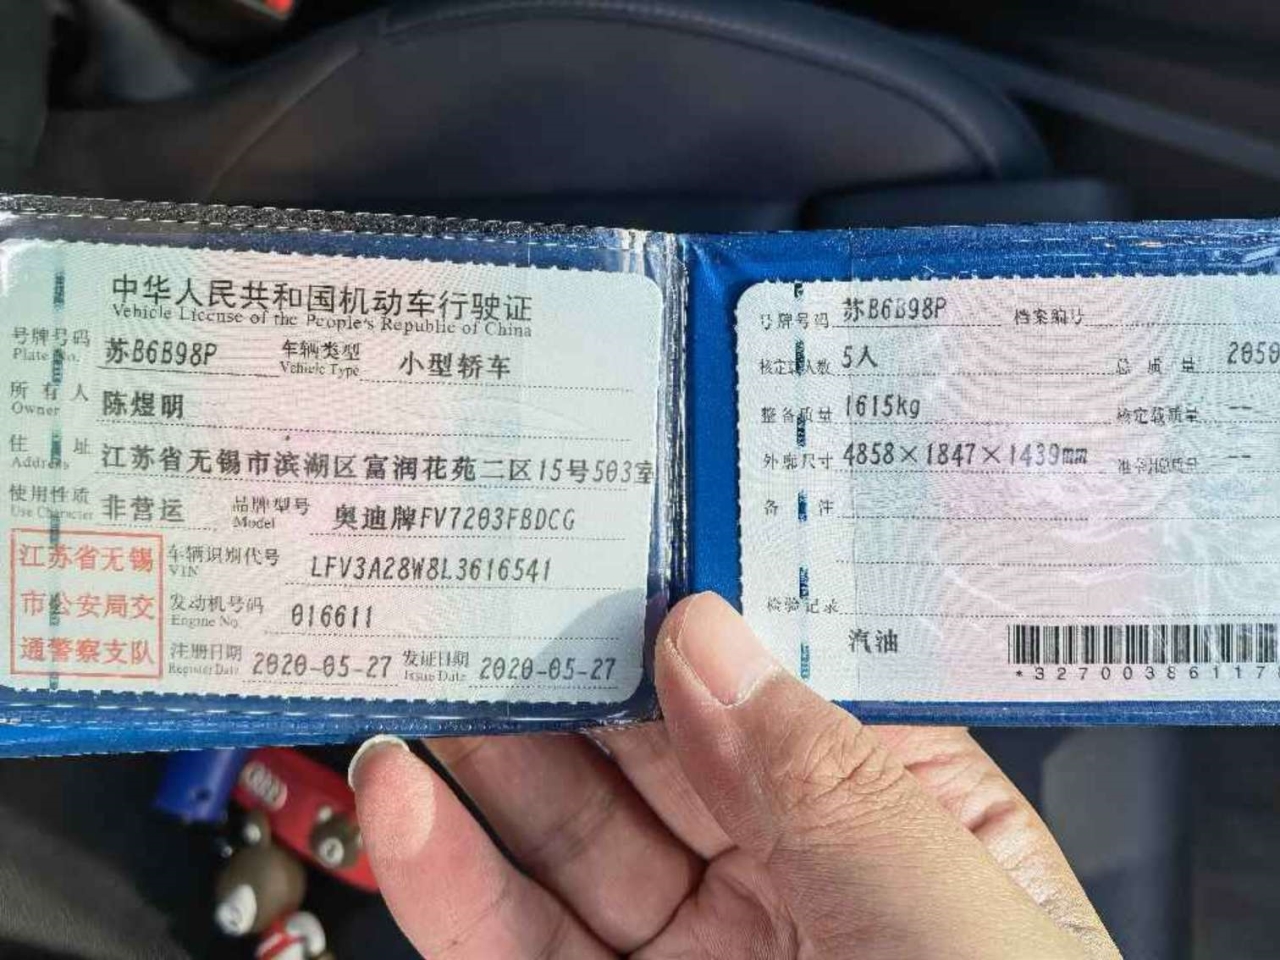 中华人民共和国机动车行驶证
Vehicle License of the People's Republic of China
号牌号码 苏B6B98P 车辆类型 小型轿车
Plate No. Vehicle Type
所有人 陈煜明
Owner
住址 江苏省无锡市滨湖区富润花苑二区15号503室
Address
使用性质 非营运 品牌型号 奥迪牌FV7203FBDCG
Use Character Model
江苏省无锡
市公安局交
通警察支队
车辆识别代号 LFV3A28W8L3616541
VIN
发动机号码 016611
Engine No.
注册日期 2020-05-27 发证日期 2020-05-27
Register Date Issue Date
号牌号码 苏B6B98P 档案编号
核定载人数 5人 总质量 2050
整备质量 1615kg 核定载质量 --
外廓尺寸 4858×1847×1439mm 准牵引总质量 --
备注
检验记录
汽油
*32700386117